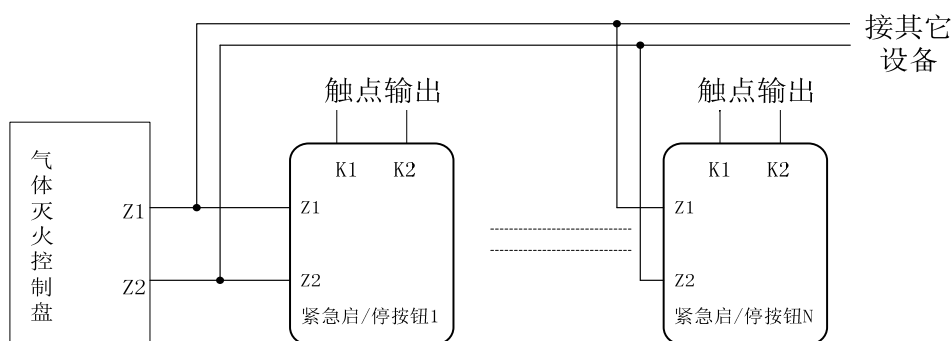 接其它
设备
触点输出
触点输出
气体灭火控制盘
Z1
Z2
K1 K2
Z1
Z2
紧急启/停按钮1
K1 K2
Z1
Z2
紧急启/停按钮N